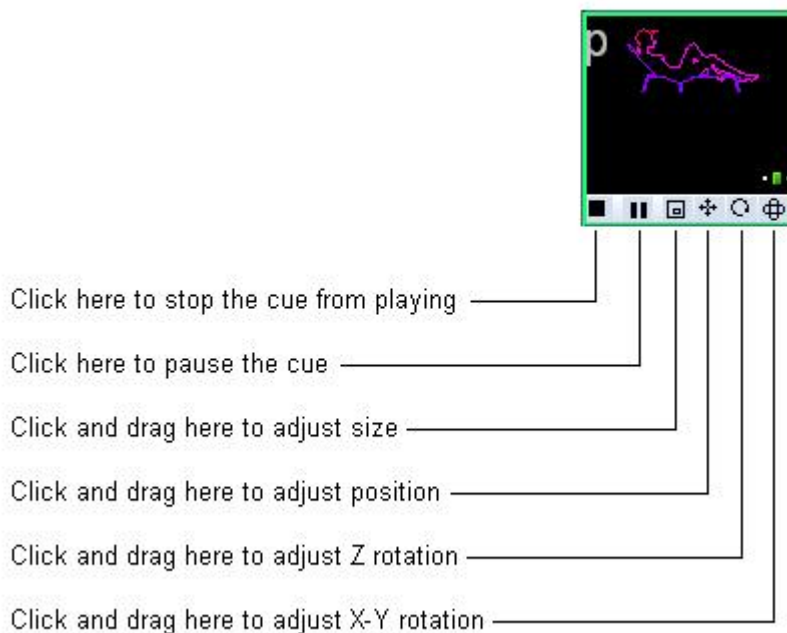 p
Click here to stop the cue from playing
Click here to pause the cue
Click and drag here to adjust size
Click and drag here to adjust position
Click and drag here to adjust Z rotation
Click and drag here to adjust X-Y rotation